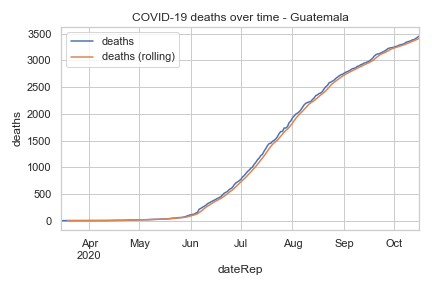 COVID-19 deaths over time - Guatemala
deaths
deaths (rolling)
3500
3000
2500
2000
1500
1000
500
0
deaths
Apr
2020
May
Jun
Jul
Aug
Sep
Oct
dateRep